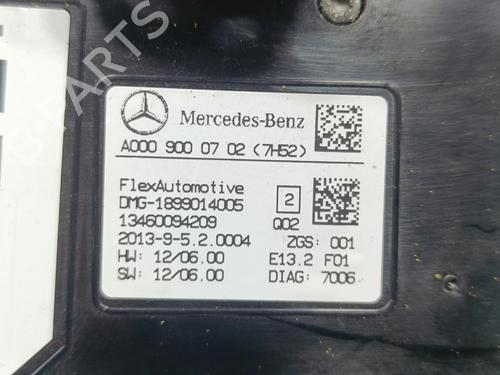 Mercedes-Benz
A000 900 07 02 (7H52)
FlexAutomotive
DMG-1899014005
13460094209
2
Q02
2013-9-5.2.0004 ZGS: 001
HW: 12/06.00 E13.2 F01
SW: 12/06.00 DIAG: 7006
B-PARTS